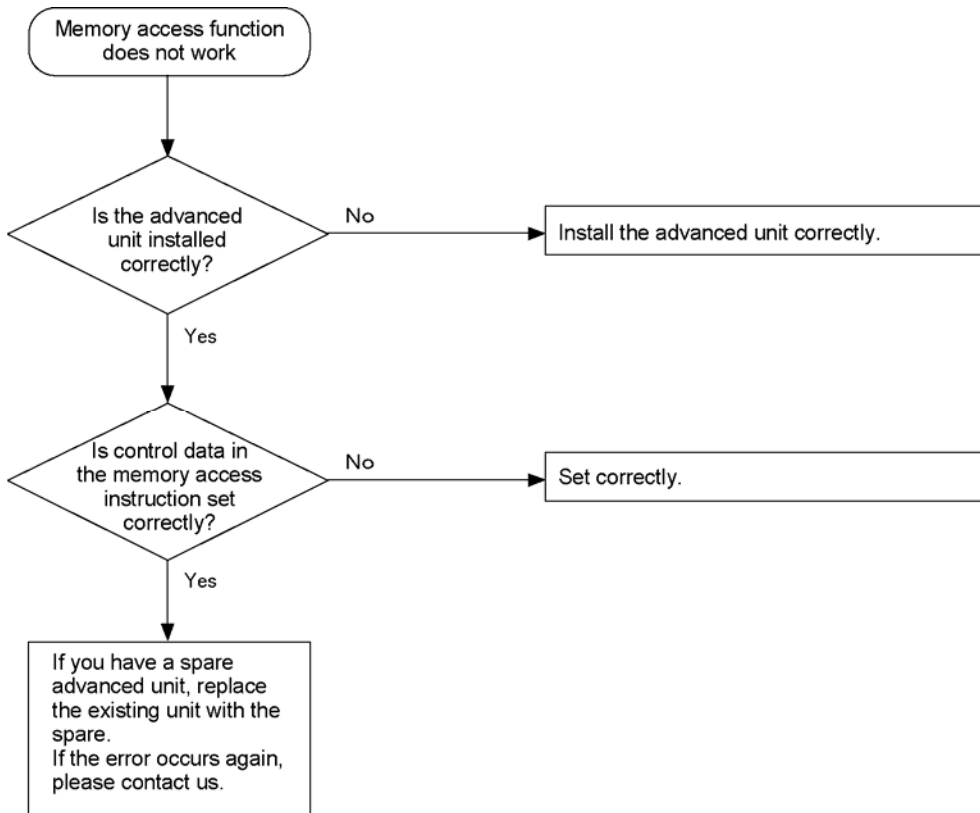 Memory access function
does not work
Is the advanced
unit installed
correctly?
No
Install the advanced unit correctly.
Yes
Is control data in
the memory access
instruction set
correctly?
No
Set correctly.
Yes
If you have a spare
advanced unit, replace
the existing unit with the
spare.
If the error occurs again,
please contact us.